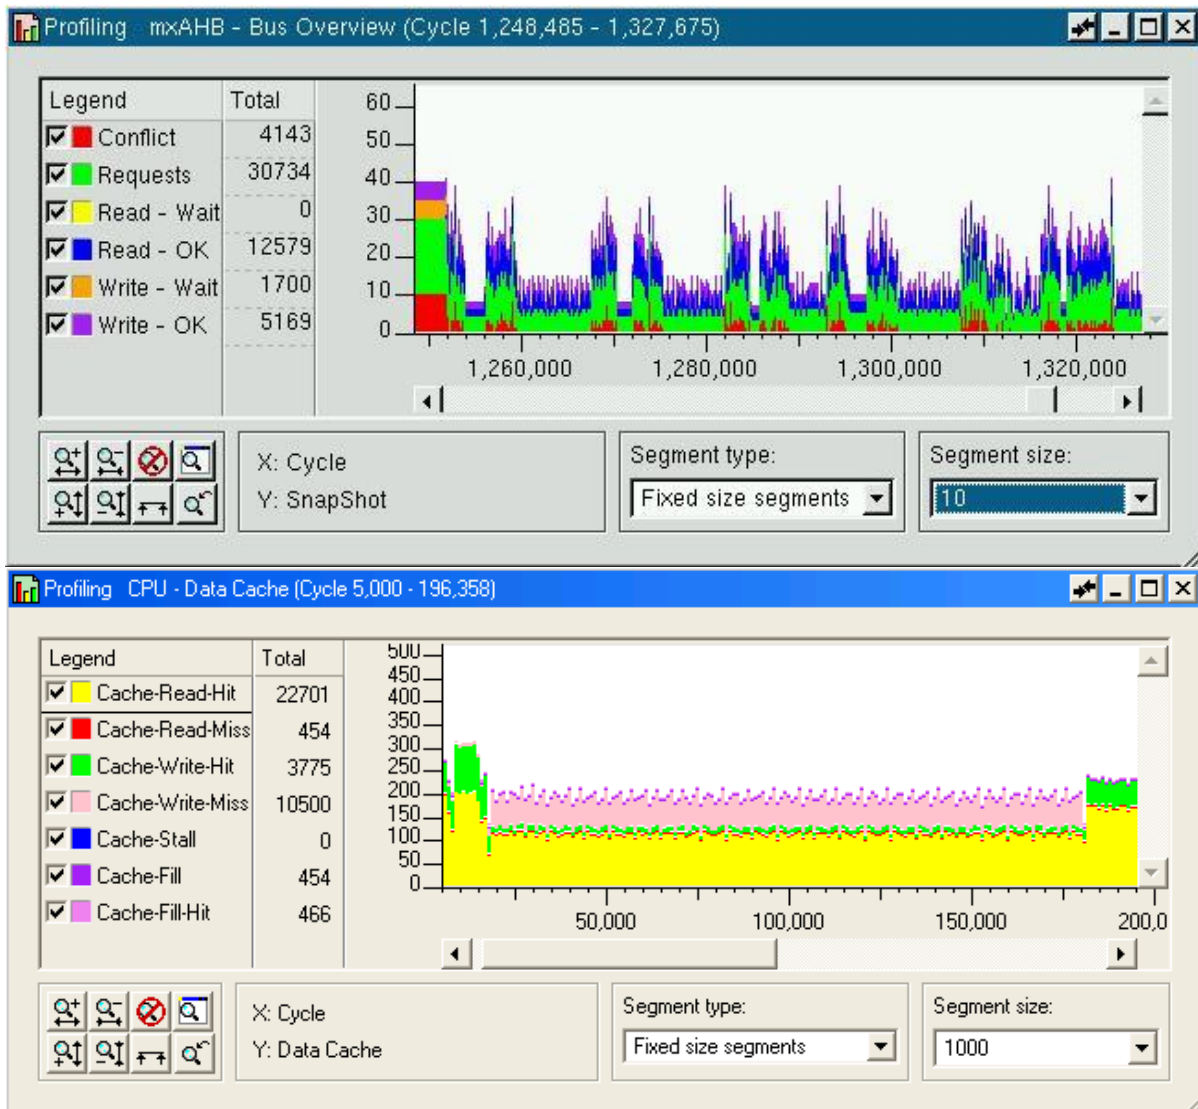 Profiling mxAHB - Bus Overview (Cycle 1,248,485 - 1,327,675)
Legend Total
Conflict 4143
Requests 30734
Read - Wait 0
Read - OK 12579
Write - Wait 1700
Write - OK 5169
60
50
40
30
20
10
0
1,260,000 1,280,000 1,300,000 1,320,000
X: Cycle
Y: SnapShot
Segment type:
Fixed size segments
Segment size:
10
Profiling CPU - Data Cache (Cycle 5,000 - 196,358)
Legend Total
Cache-Read-Hit 22701
Cache-Read-Miss 454
Cache-Write-Hit 3775
Cache-Write-Miss 10500
Cache-Stall 0
Cache-Fill 454
Cache-Fill-Hit 466
500
450
400
350
300
250
200
150
100
50
0
50,000 100,000 150,000 200,0
X: Cycle
Y: Data Cache
Segment type:
Fixed size segments
Segment size:
1000